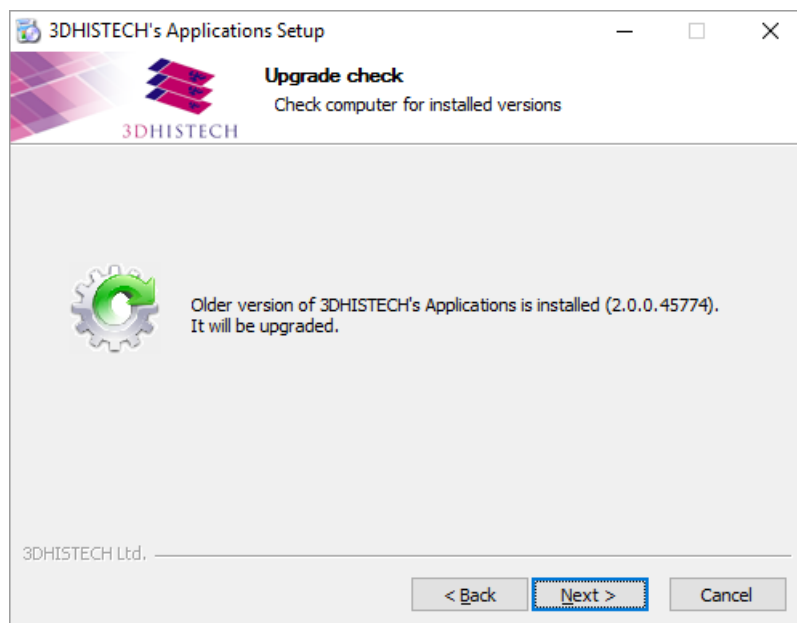 3DHISTECH's Applications Setup
Upgrade check
Check computer for installed versions
3DHISTECH
Older version of 3DHISTECH's Applications is installed (2.0.0.45774).
It will be upgraded.
3DHISTECH Ltd.
< Back
Next >
Cancel